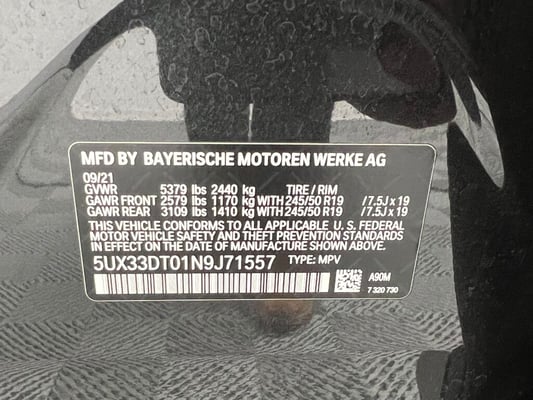 MFD BY BAYERISCHE MOTOREN WERKE AG
09/21
GVWR 5379 lbs 2440 kg TIRE / RIM
GAWR FRONT 2579 lbs 1170 kg WITH 245/50 R19 /7.5J x 19
GAWR REAR 3109 lbs 1410 kg WITH 245/50 R19 /7.5J x 19
THIS VEHICLE CONFORMS TO ALL APPLICABLE U.S. FEDERAL
MOTOR VEHICLE SAFETY, BUMPER, AND THEFT PREVENTION
STANDARDS IN EFFECT ON THE DATE OF MANUFACTURE SHOWN ABOVE.
5UX33DT01N9J71557 TYPE: MPV
A90M
7 320 730